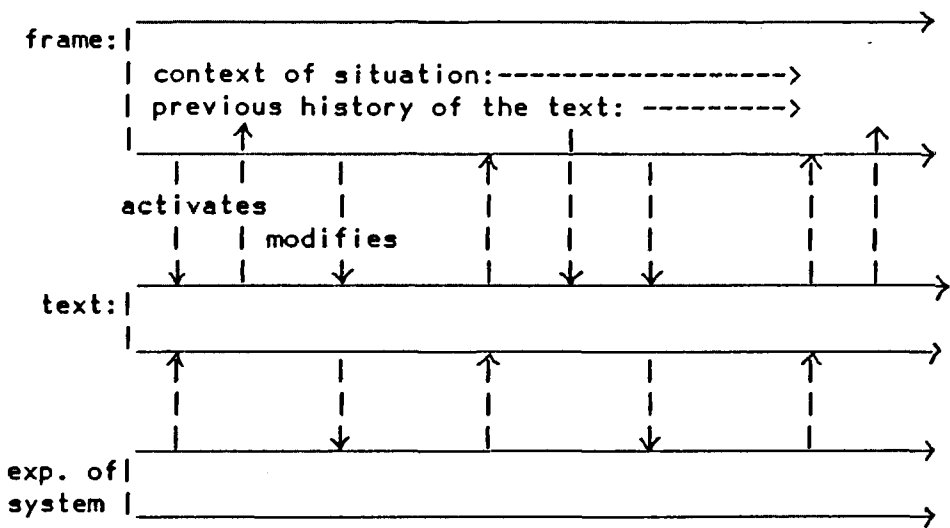 frame:
context of situation:
previous history of the text:
activates
modifies
text:
exp. of
system